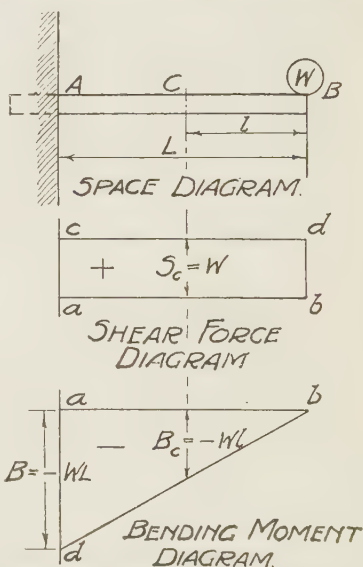 W
A C B
l
L
SPACE DIAGRAM.
c d
+ S_c = W
a b
SHEAR FORCE
DIAGRAM
a b
— B_c = -Wl
B = - WL
d
BENDING MOMENT
DIAGRAM.